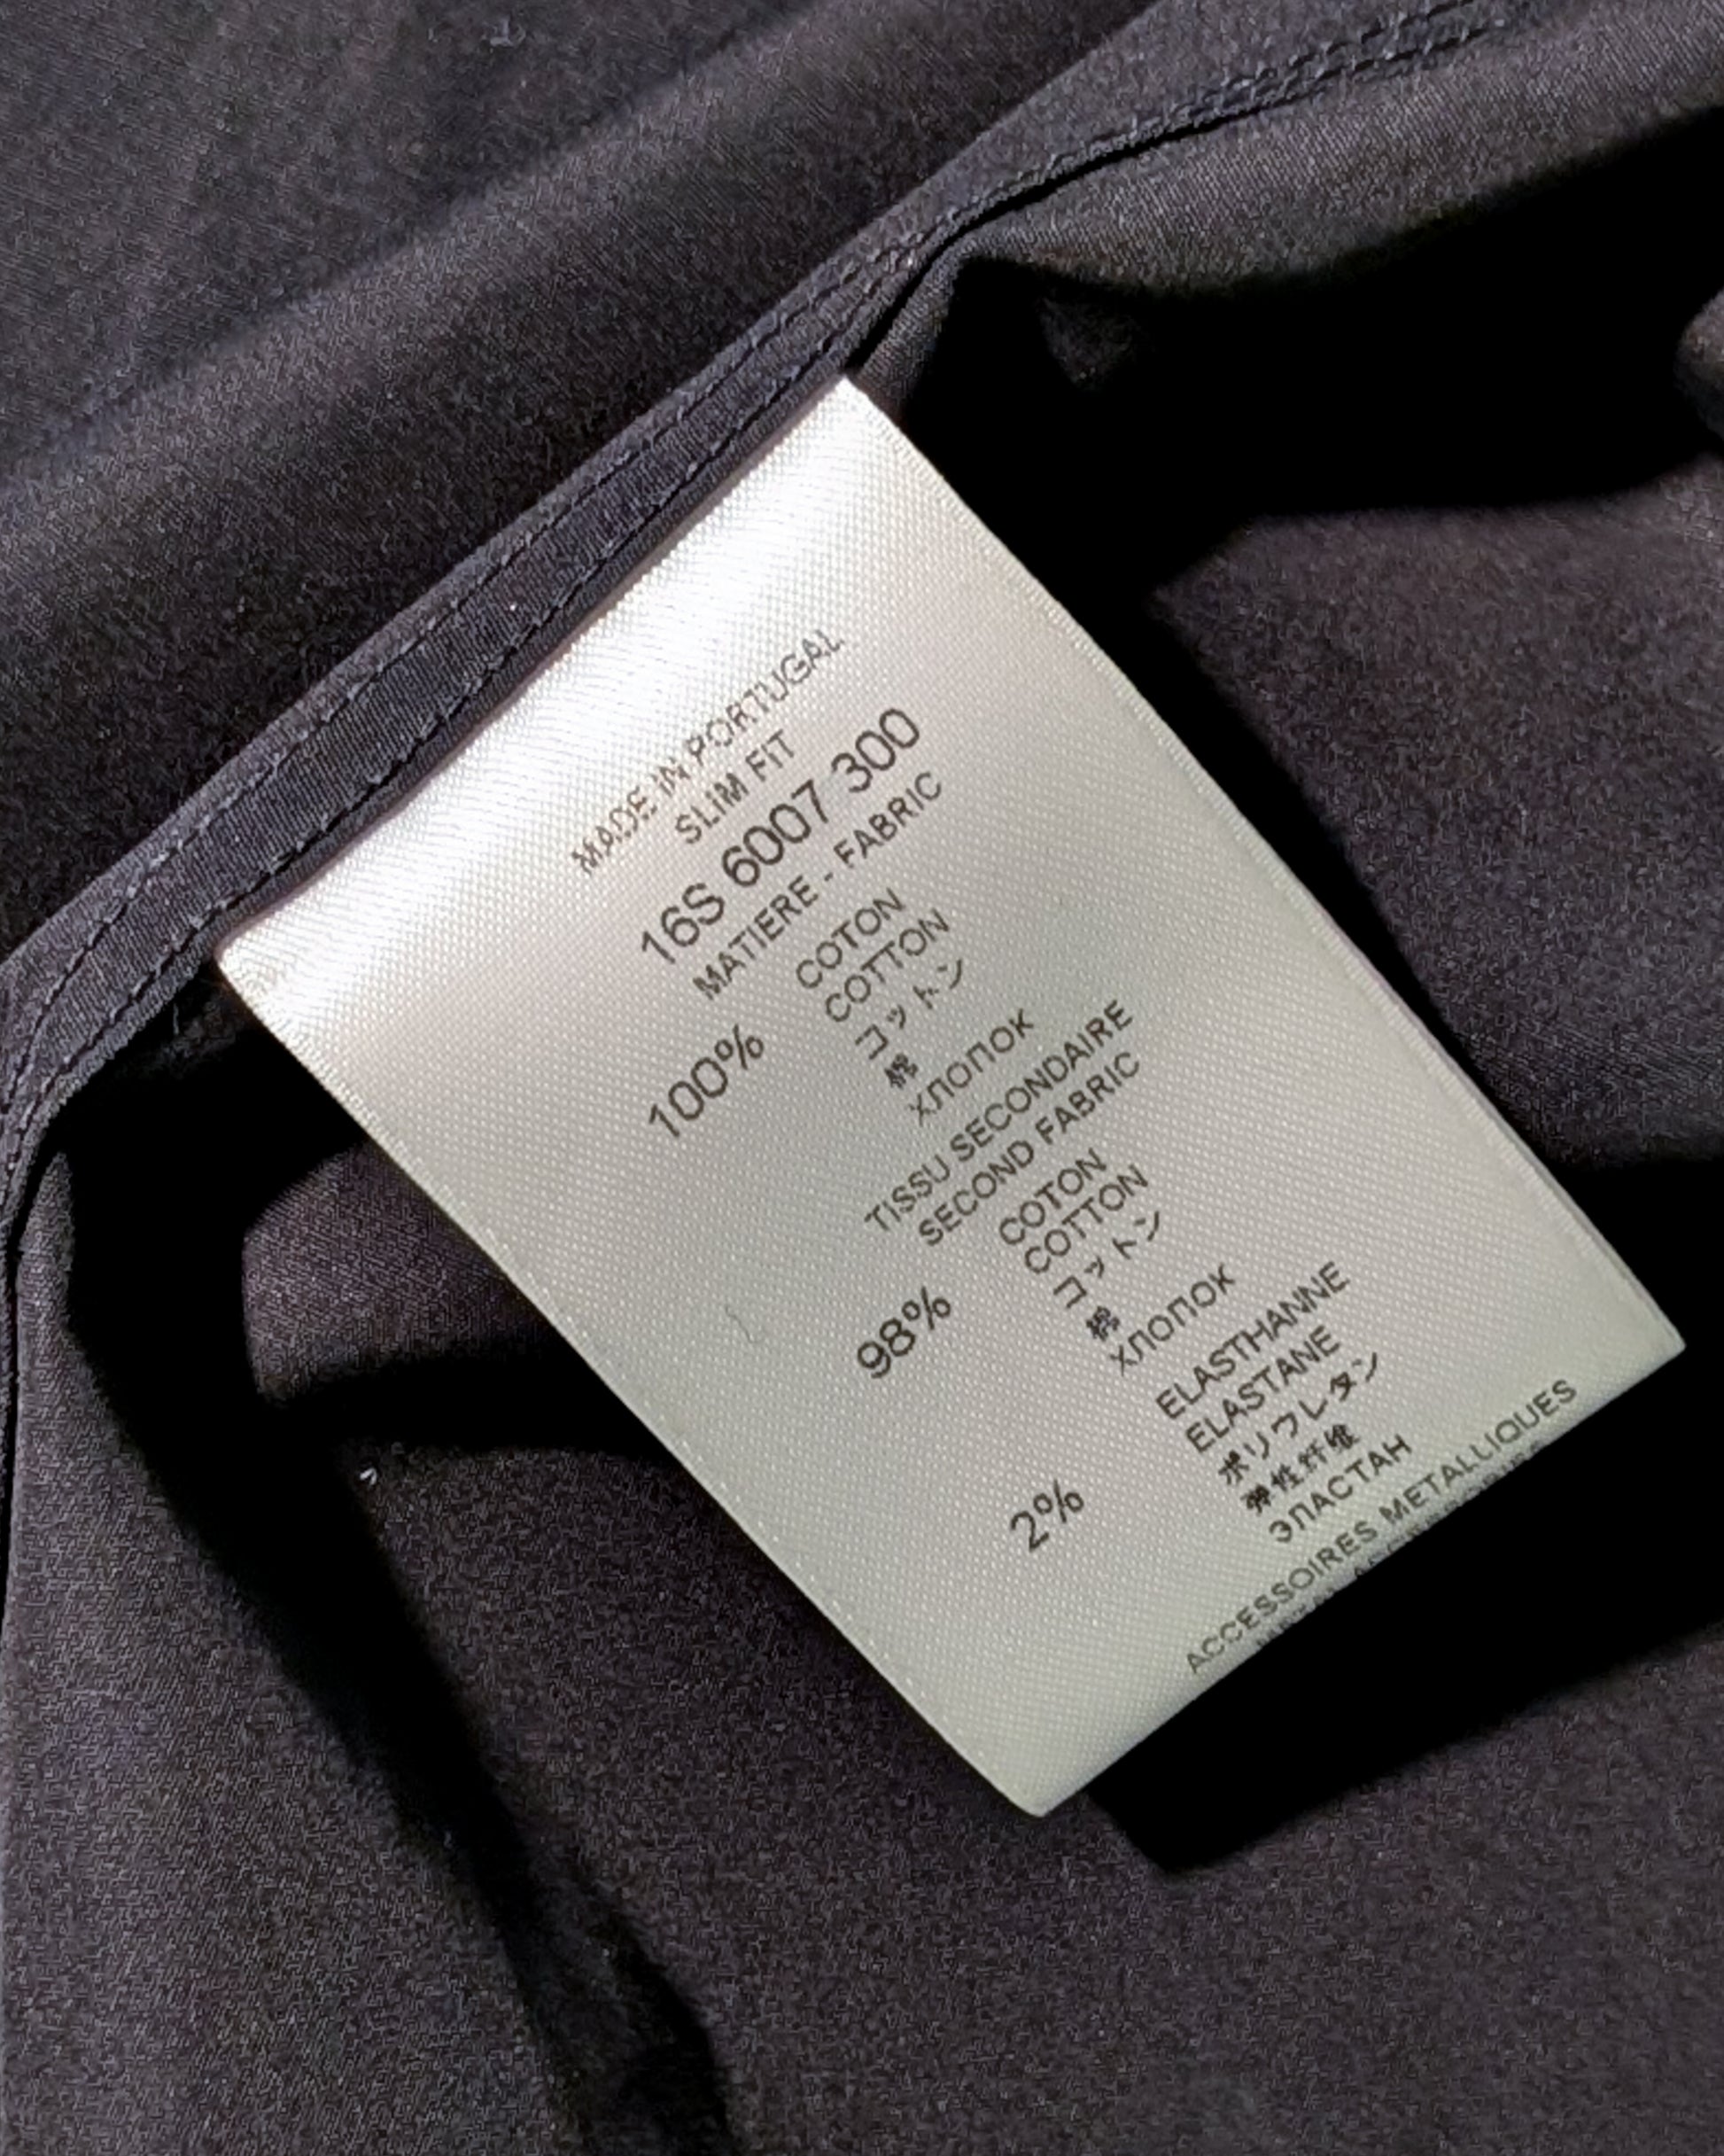 MADE IN PORTUGAL
SLIM FIT
16S 6007 300
MATIERE - FABRIC
100% COTON
COTTON
コットン
棉
ХЛОПОК
TISSU SECONDAIRE
SECOND FABRIC
98% COTON
COTTON
コットン
棉
ХЛОПОК
2% ELASTHANNE
ELASTANE
ポリウレタン
弹性纤维
ЭЛАСТАН
ACCESSOIRES METALLIQUES